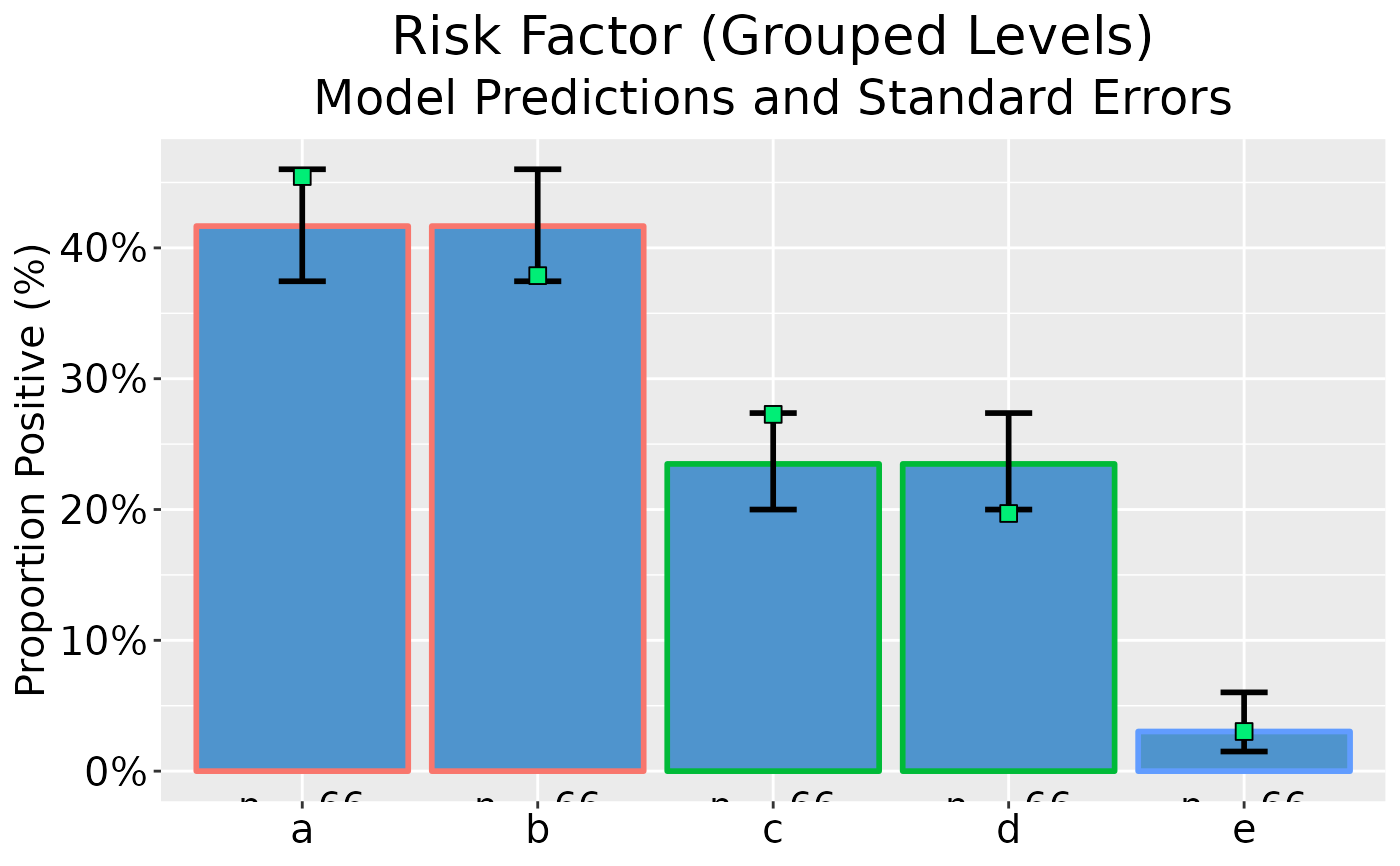 Risk Factor (Grouped Levels)
Model Predictions and Standard Errors
Proportion Positive (%)
40%
30%
20%
10%
0%
a b c d e